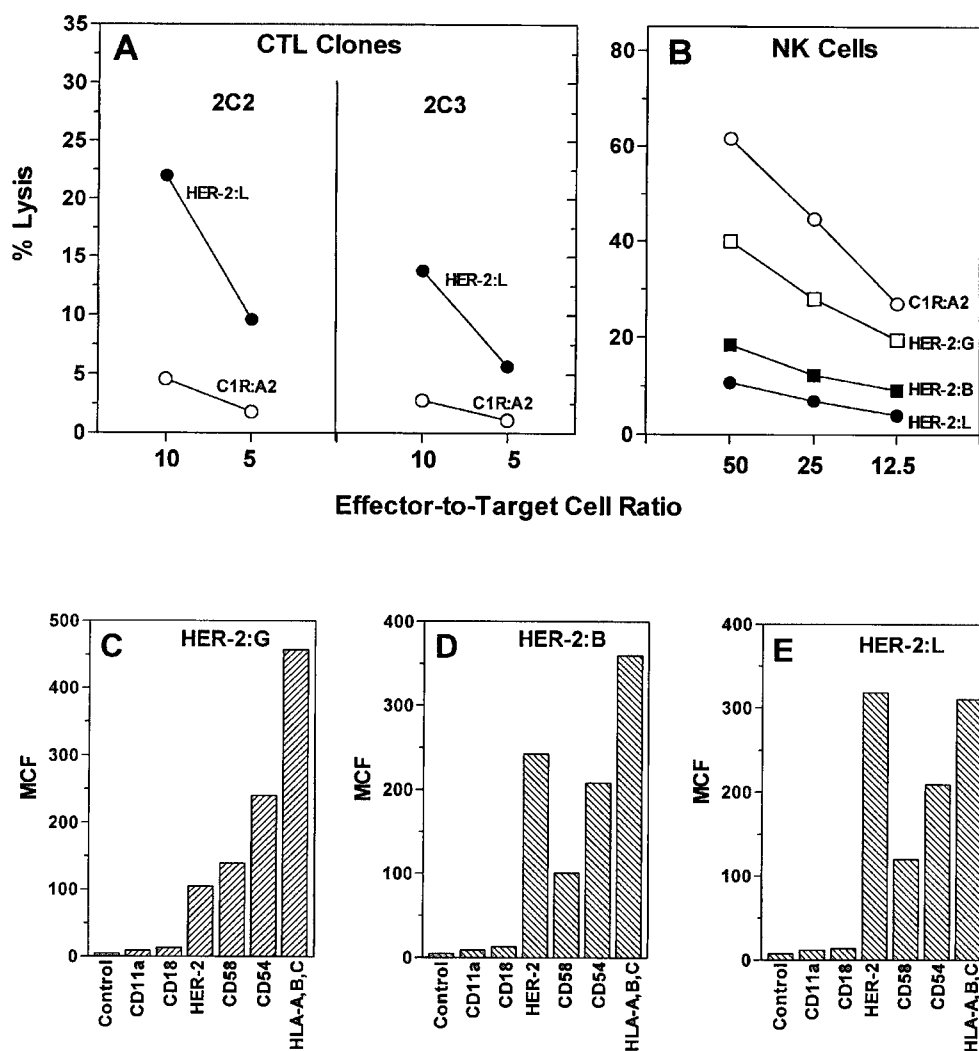 A
CTL Clones
2C2
2C3
35
30
25
20
15
10
5
0
% Lysis
HER-2:L
C1R:A2
HER-2:L
C1R:A2
10
5
10
5
B
NK Cells
80
60
40
20
0
C1R:A2
HER-2:G
HER-2:B
HER-2:L
50
25
12.5
Effector-to-Target Cell Ratio
C
HER-2:G
500
400
300
200
100
0
MCF
Control
CD11a
CD18
HER-2
CD58
CD54
HLA-A,B,C
D
HER-2:B
400
300
200
100
0
MCF
Control
CD11a
CD18
HER-2
CD58
CD54
HLA-A,B,C
E
HER-2:L
400
300
200
100
0
MCF
Control
CD11a
CD18
HER-2
CD58
CD54
HLA-A,B,C